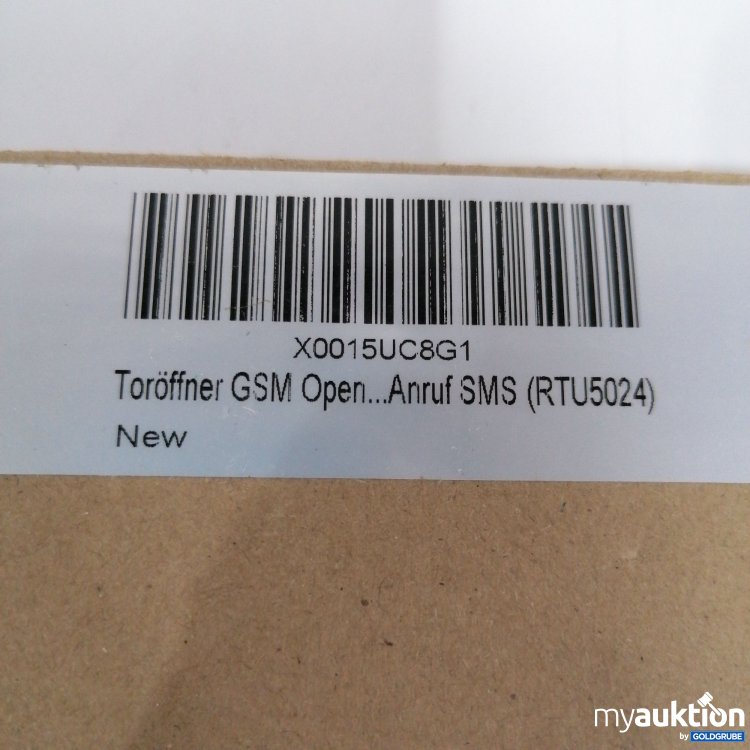 X0015UC8G1
Toröffner GSM Open...Anruf SMS (RTU5024)
New
myauktion
by GOLDGRUBE